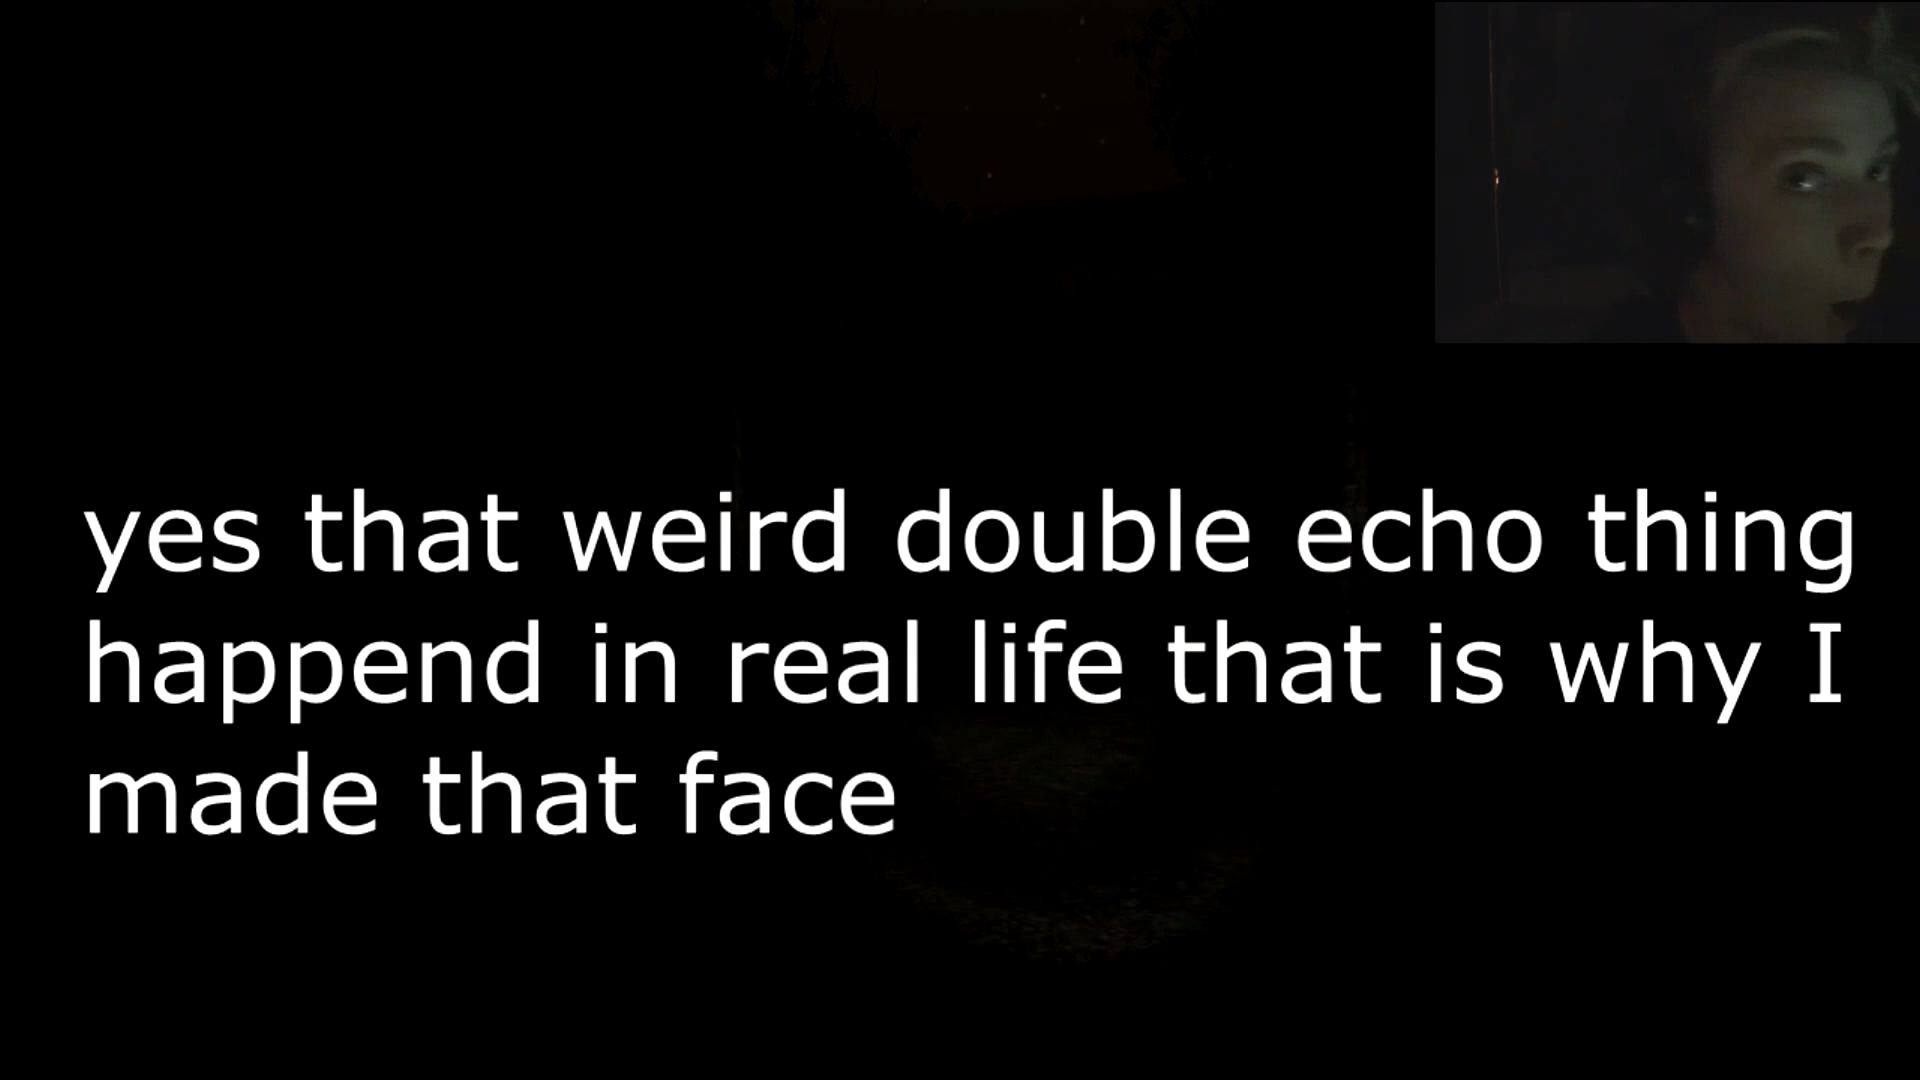 yes that weird double echo thing
happend in real life that is why I
made that face